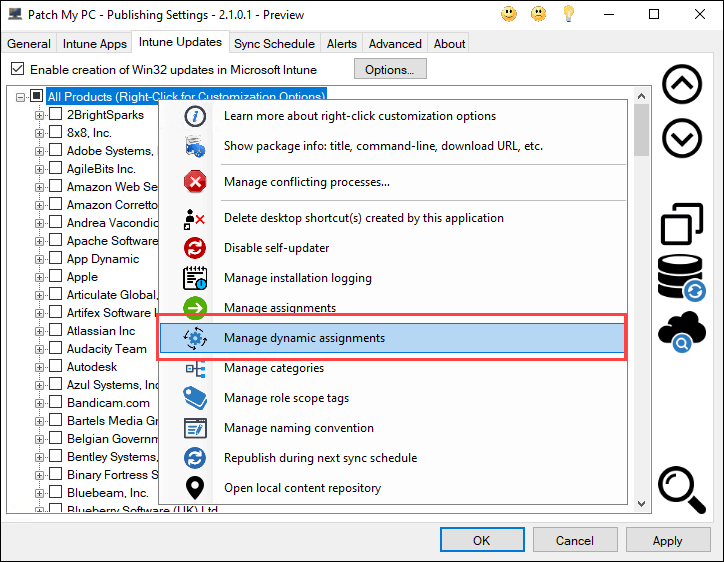 Patch My PC - Publishing Settings - 2.1.0.1 - Preview
General Intune Apps Intune Updates Sync Schedule Alerts Advanced About
Enable creation of Win32 updates in Microsoft Intune Options...
All Products (Right-Click for Customization Options)
2BrightSparks
8x8, Inc.
Adobe Systems,
AgileBits Inc.
Amazon Web Se
Amazon Corretto
Andrea Vacondic
Apache Software
App Dynamic
Apple
Articulate Global,
Artifex Software I
Atlassian Inc
Audacity Team
Autodesk
Azul Systems, Inc
Bandicam.com
Bartels Media Gr
Belgian Governm
Bentley Systems,
Binary Fortress S
Bluebeam, Inc.
Blueberry Software (UK) Ltd
Learn more about right-click customization options
Show package info: title, command-line, download URL, etc.
Manage conflicting processes...
Delete desktop shortcut(s) created by this application
Disable self-updater
Manage installation logging
Manage assignments
Manage dynamic assignments
Manage categories
Manage role scope tags
Manage naming convention
Republish during next sync schedule
Open local content repository
OK Cancel Apply